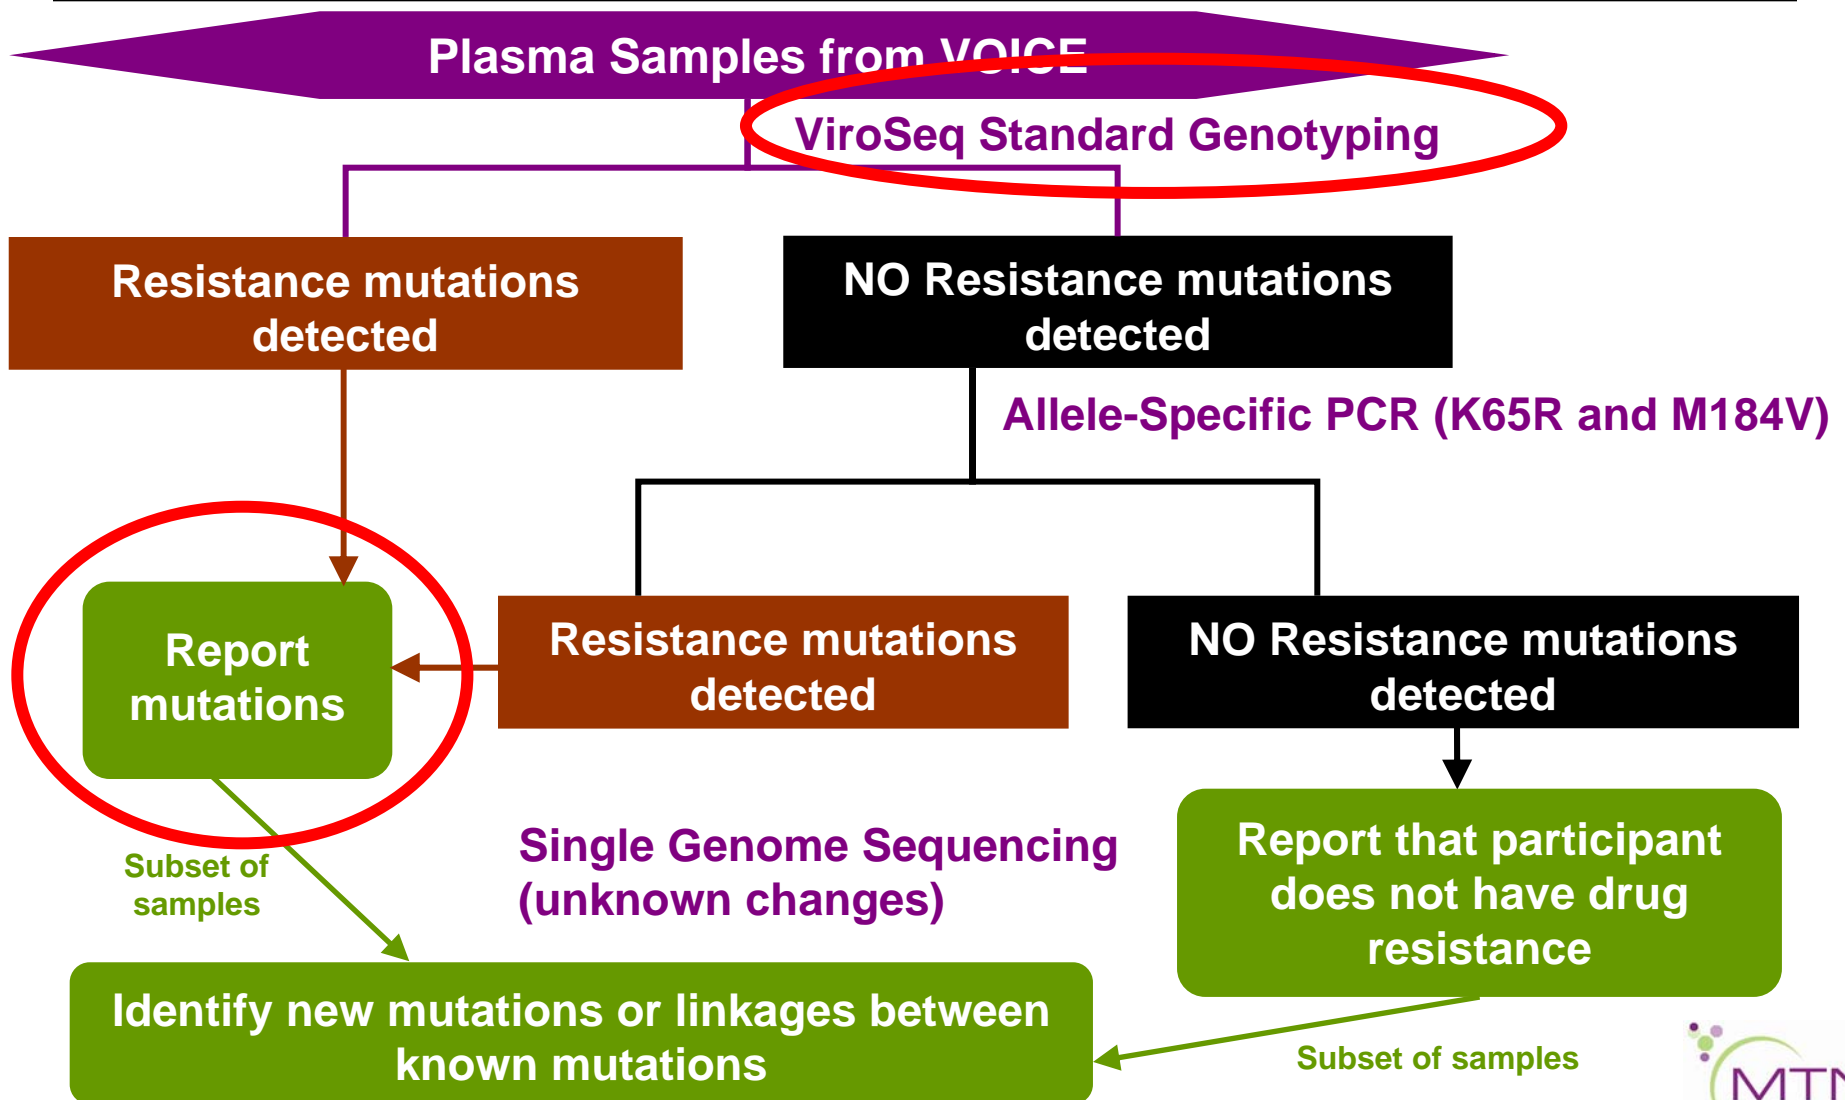 Plasma Samples from VOICE
ViroSeq Standard Genotyping
Resistance mutations
detected
NO Resistance mutations
detected
Allele-Specific PCR (K65R and M184V)
Report
mutations
Resistance mutations
detected
NO Resistance mutations
detected
Subset of
samples
Single Genome Sequencing
(unknown changes)
Report that participant
does not have drug
resistance
Identify new mutations or linkages between
known mutations
Subset of samples
MTN